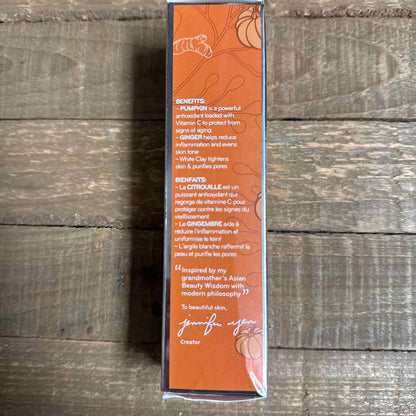 BENEFITS:
- PUMPKIN is a powerful
antioxidant loaded with
Vitamin C to protect from
signs of aging
- GINGER helps reduce
inflammation and evens
skin tone
- White Clay tightens
skin & purifies pores
BIENFAITS:
- La CITROUILLE est un
puissant antioxydant qui
regorge de vitamine C pour
protéger contre les signes du
vieillissement
- Le GINGEMBRE aide à
réduire l'inflammation et
uniformise le teint
- L'argile blanche raffermit le
peau et purifie les pores
"Inspired by my
grandmother's Asian
Beauty Wisdom with
modern philosophy"
To beautiful skin,
jennifer yen
Creator